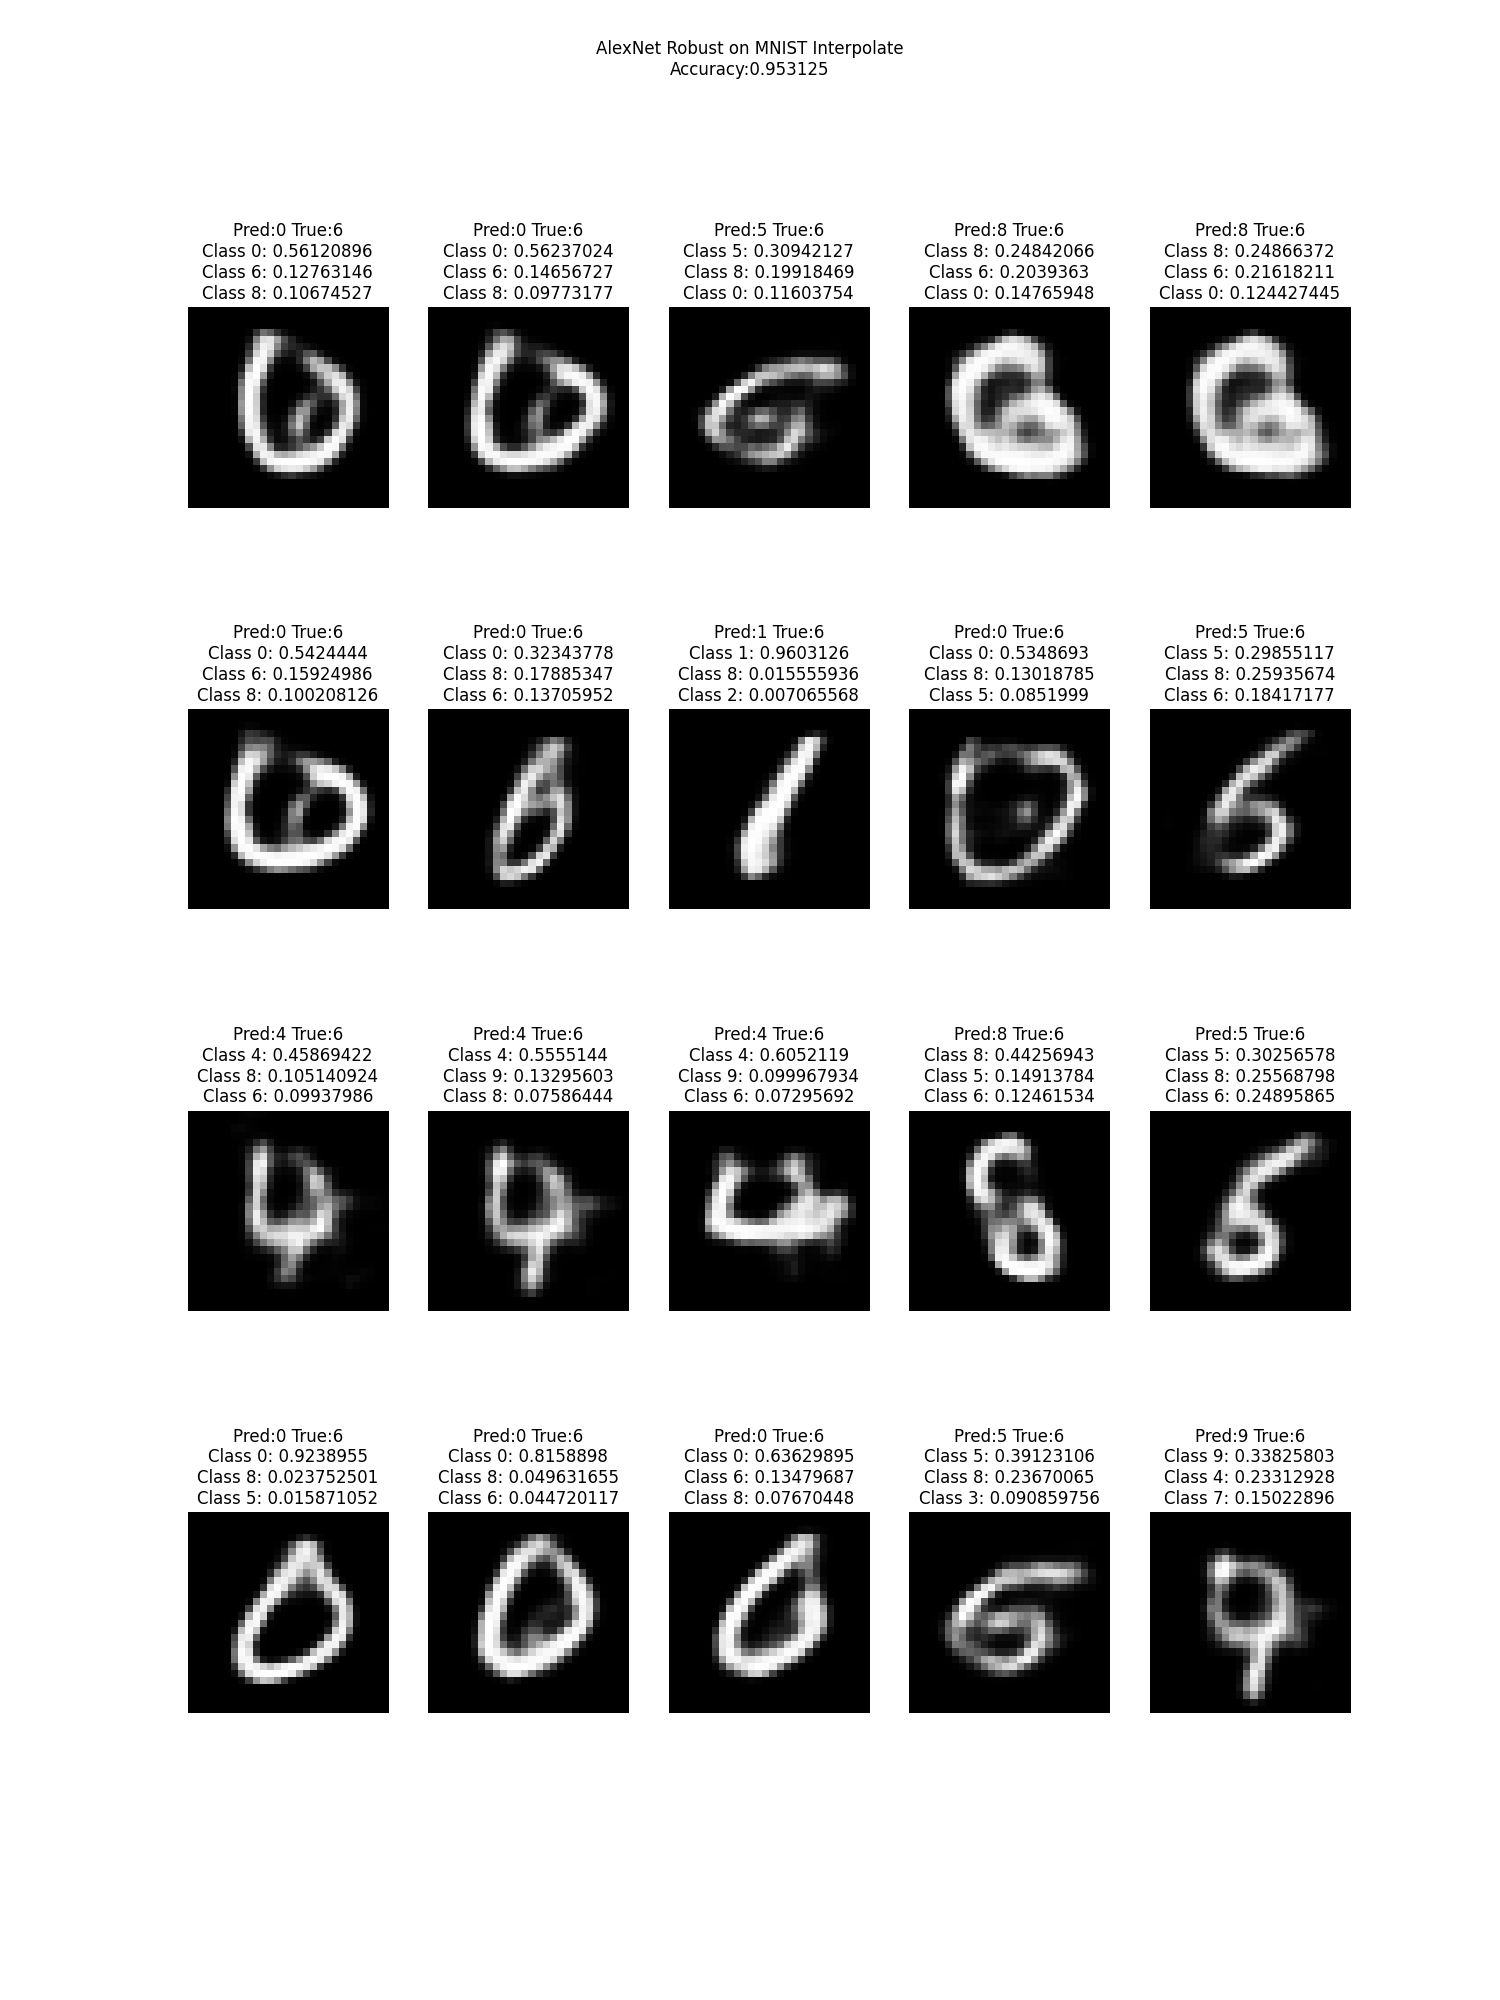 AlexNet Robust on MNIST Interpolate
Accuracy:0.953125
Pred:0 True:6
Class 0: 0.56120896
Class 6: 0.12763146
Class 8: 0.10674527
Pred:0 True:6
Class 0: 0.56237024
Class 6: 0.14656727
Class 8: 0.09773177
Pred:5 True:6
Class 5: 0.30942127
Class 8: 0.19918469
Class 0: 0.11603754
Pred:8 True:6
Class 8: 0.24842066
Class 6: 0.2039363
Class 0: 0.14765948
Pred:8 True:6
Class 8: 0.24866372
Class 6: 0.21618211
Class 0: 0.124427445
Pred:0 True:6
Class 0: 0.5424444
Class 6: 0.15924986
Class 8: 0.100208126
Pred:0 True:6
Class 0: 0.32343778
Class 8: 0.17885347
Class 6: 0.13705952
Pred:1 True:6
Class 1: 0.9603126
Class 8: 0.015555936
Class 2: 0.007065568
Pred:0 True:6
Class 0: 0.5348693
Class 8: 0.13018785
Class 5: 0.0851999
Pred:5 True:6
Class 5: 0.29855117
Class 8: 0.25935674
Class 6: 0.18417177
Pred:4 True:6
Class 4: 0.45869422
Class 8: 0.105140924
Class 6: 0.09937986
Pred:4 True:6
Class 4: 0.5555144
Class 9: 0.13295603
Class 8: 0.07586444
Pred:4 True:6
Class 4: 0.6052119
Class 9: 0.099967934
Class 6: 0.07295692
Pred:8 True:6
Class 8: 0.44256943
Class 5: 0.14913784
Class 6: 0.12461534
Pred:5 True:6
Class 5: 0.30256578
Class 8: 0.25568798
Class 6: 0.24895865
Pred:0 True:6
Class 0: 0.9238955
Class 8: 0.023752501
Class 5: 0.015871052
Pred:0 True:6
Class 0: 0.8158898
Class 8: 0.049631655
Class 6: 0.044720117
Pred:0 True:6
Class 0: 0.63629895
Class 6: 0.13479687
Class 8: 0.07670448
Pred:5 True:6
Class 5: 0.39123106
Class 8: 0.23670065
Class 3: 0.090859756
Pred:9 True:6
Class 9: 0.33825803
Class 4: 0.23312928
Class 7: 0.15022896